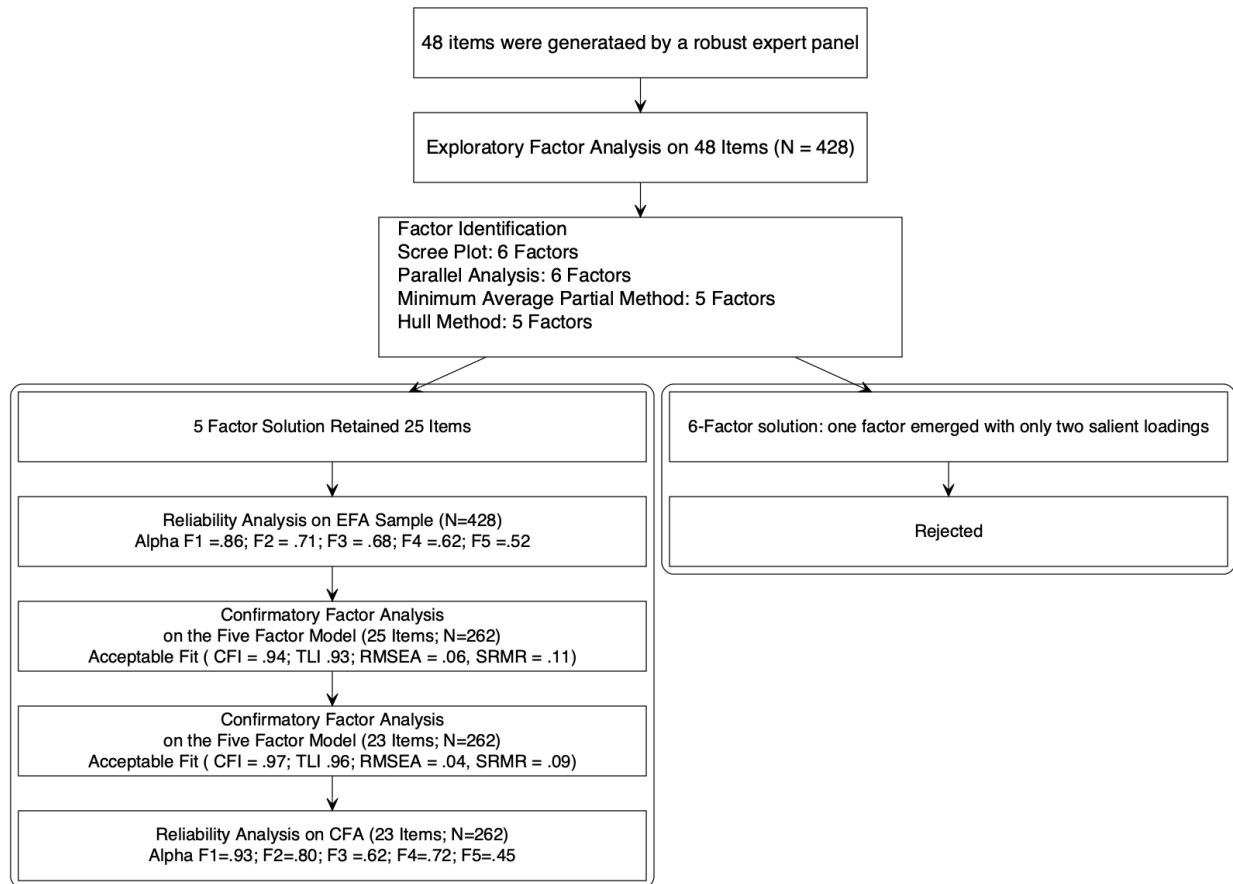 48 items were generataed by a robust expert panel
Exploratory Factor Analysis on 48 Items (N = 428)
Factor Identification
Scree Plot: 6 Factors
Parallel Analysis: 6 Factors
Minimum Average Partial Method: 5 Factors
Hull Method: 5 Factors
5 Factor Solution Retained 25 Items
Reliability Analysis on EFA Sample (N=428)
Alpha F1 =.86; F2 = .71; F3 = .68; F4 =.62; F5 =.52
Confirmatory Factor Analysis
on the Five Factor Model (25 Items; N=262)
Acceptable Fit ( CFI = .94; TLI .93; RMSEA = .06, SRMR = .11)
Confirmatory Factor Analysis
on the Five Factor Model (23 Items; N=262)
Acceptable Fit ( CFI = .97; TLI .96; RMSEA = .04, SRMR = .09)
Reliability Analysis on CFA (23 Items; N=262)
Alpha F1=.93; F2=.80; F3 =.62; F4=.72; F5=.45
6-Factor solution: one factor emerged with only two salient loadings
Rejected